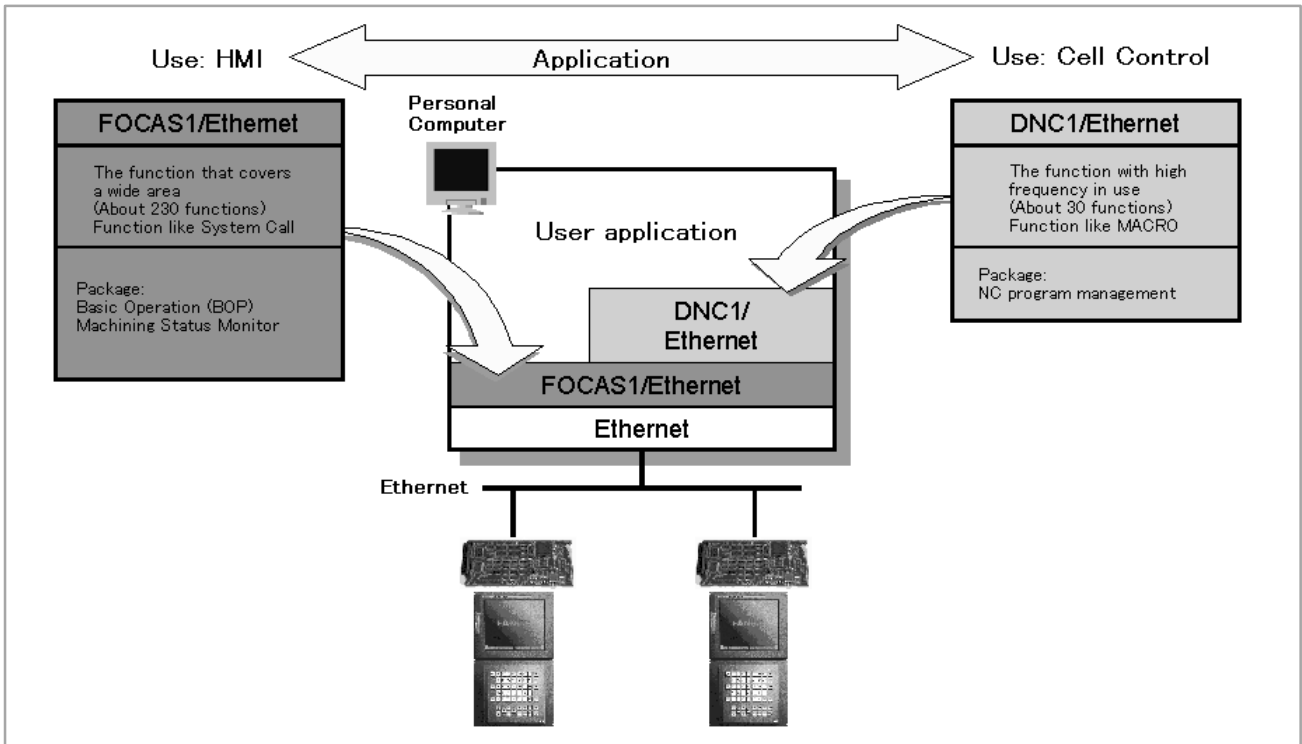 Use: HMI
Application
Use: Cell Control
FOCAS1/Ethernet
The function that covers
a wide area
(About 230 functions)
Function like System Call
Package:
Basic Operation (BOP)
Machining Status Monitor
Personal
Computer
User application
DNC1/
Ethernet
FOCAS1/Ethernet
Ethernet
DNC1/Ethernet
The function with high
frequency in use
(About 30 functions)
Function like MACRO
Package:
NC program management
Ethernet